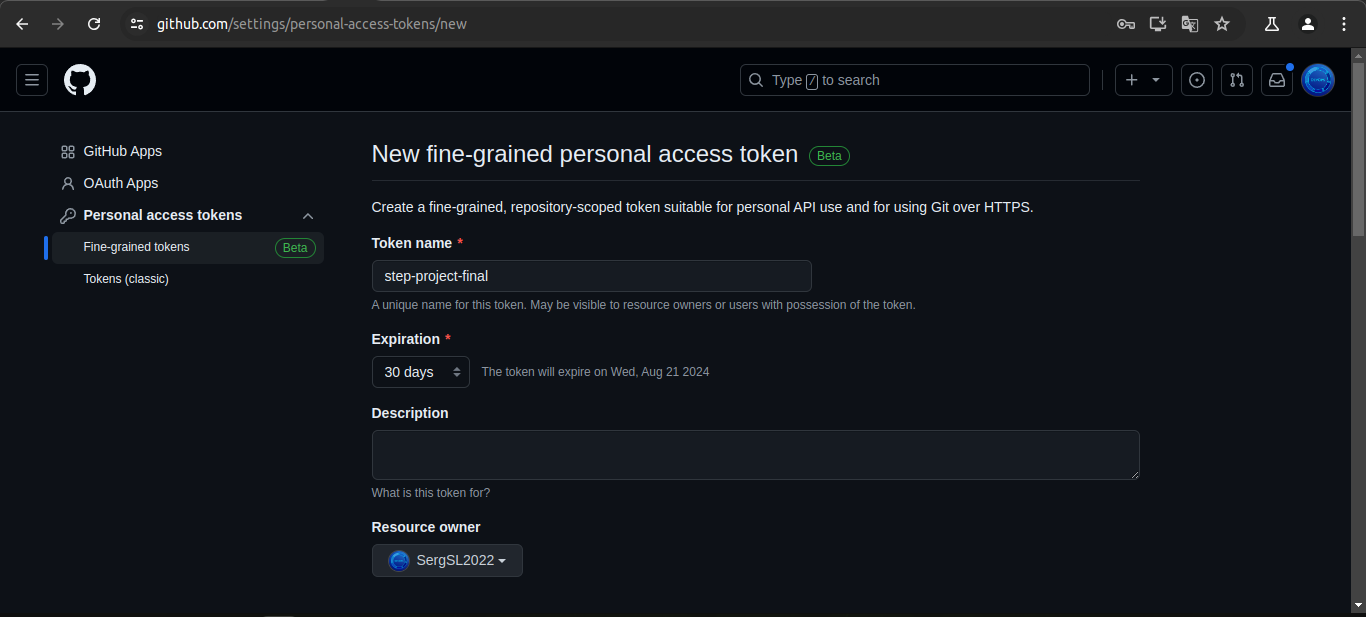 github.com/settings/personal-access-tokens/new
Type / to search
GitHub Apps
OAuth Apps
Personal access tokens
Fine-grained tokens Beta
Tokens (classic)
New fine-grained personal access token Beta
Create a fine-grained, repository-scoped token suitable for personal API use and for using Git over HTTPS.
Token name *
step-project-final
A unique name for this token. May be visible to resource owners or users with possession of the token.
Expiration *
30 days The token will expire on Wed, Aug 21 2024
Description
What is this token for?
Resource owner
SergSL2022